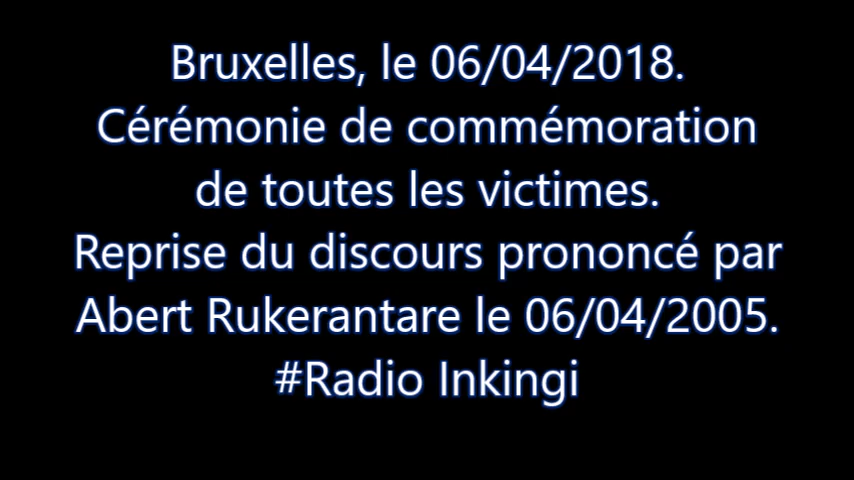 Bruxelles, le 06/04/2018.
Cérémonie de commémoration
de toutes les victimes.
Reprise du discours prononcé par
Abert Rukerantare le 06/04/2005.
#Radio Inkingi